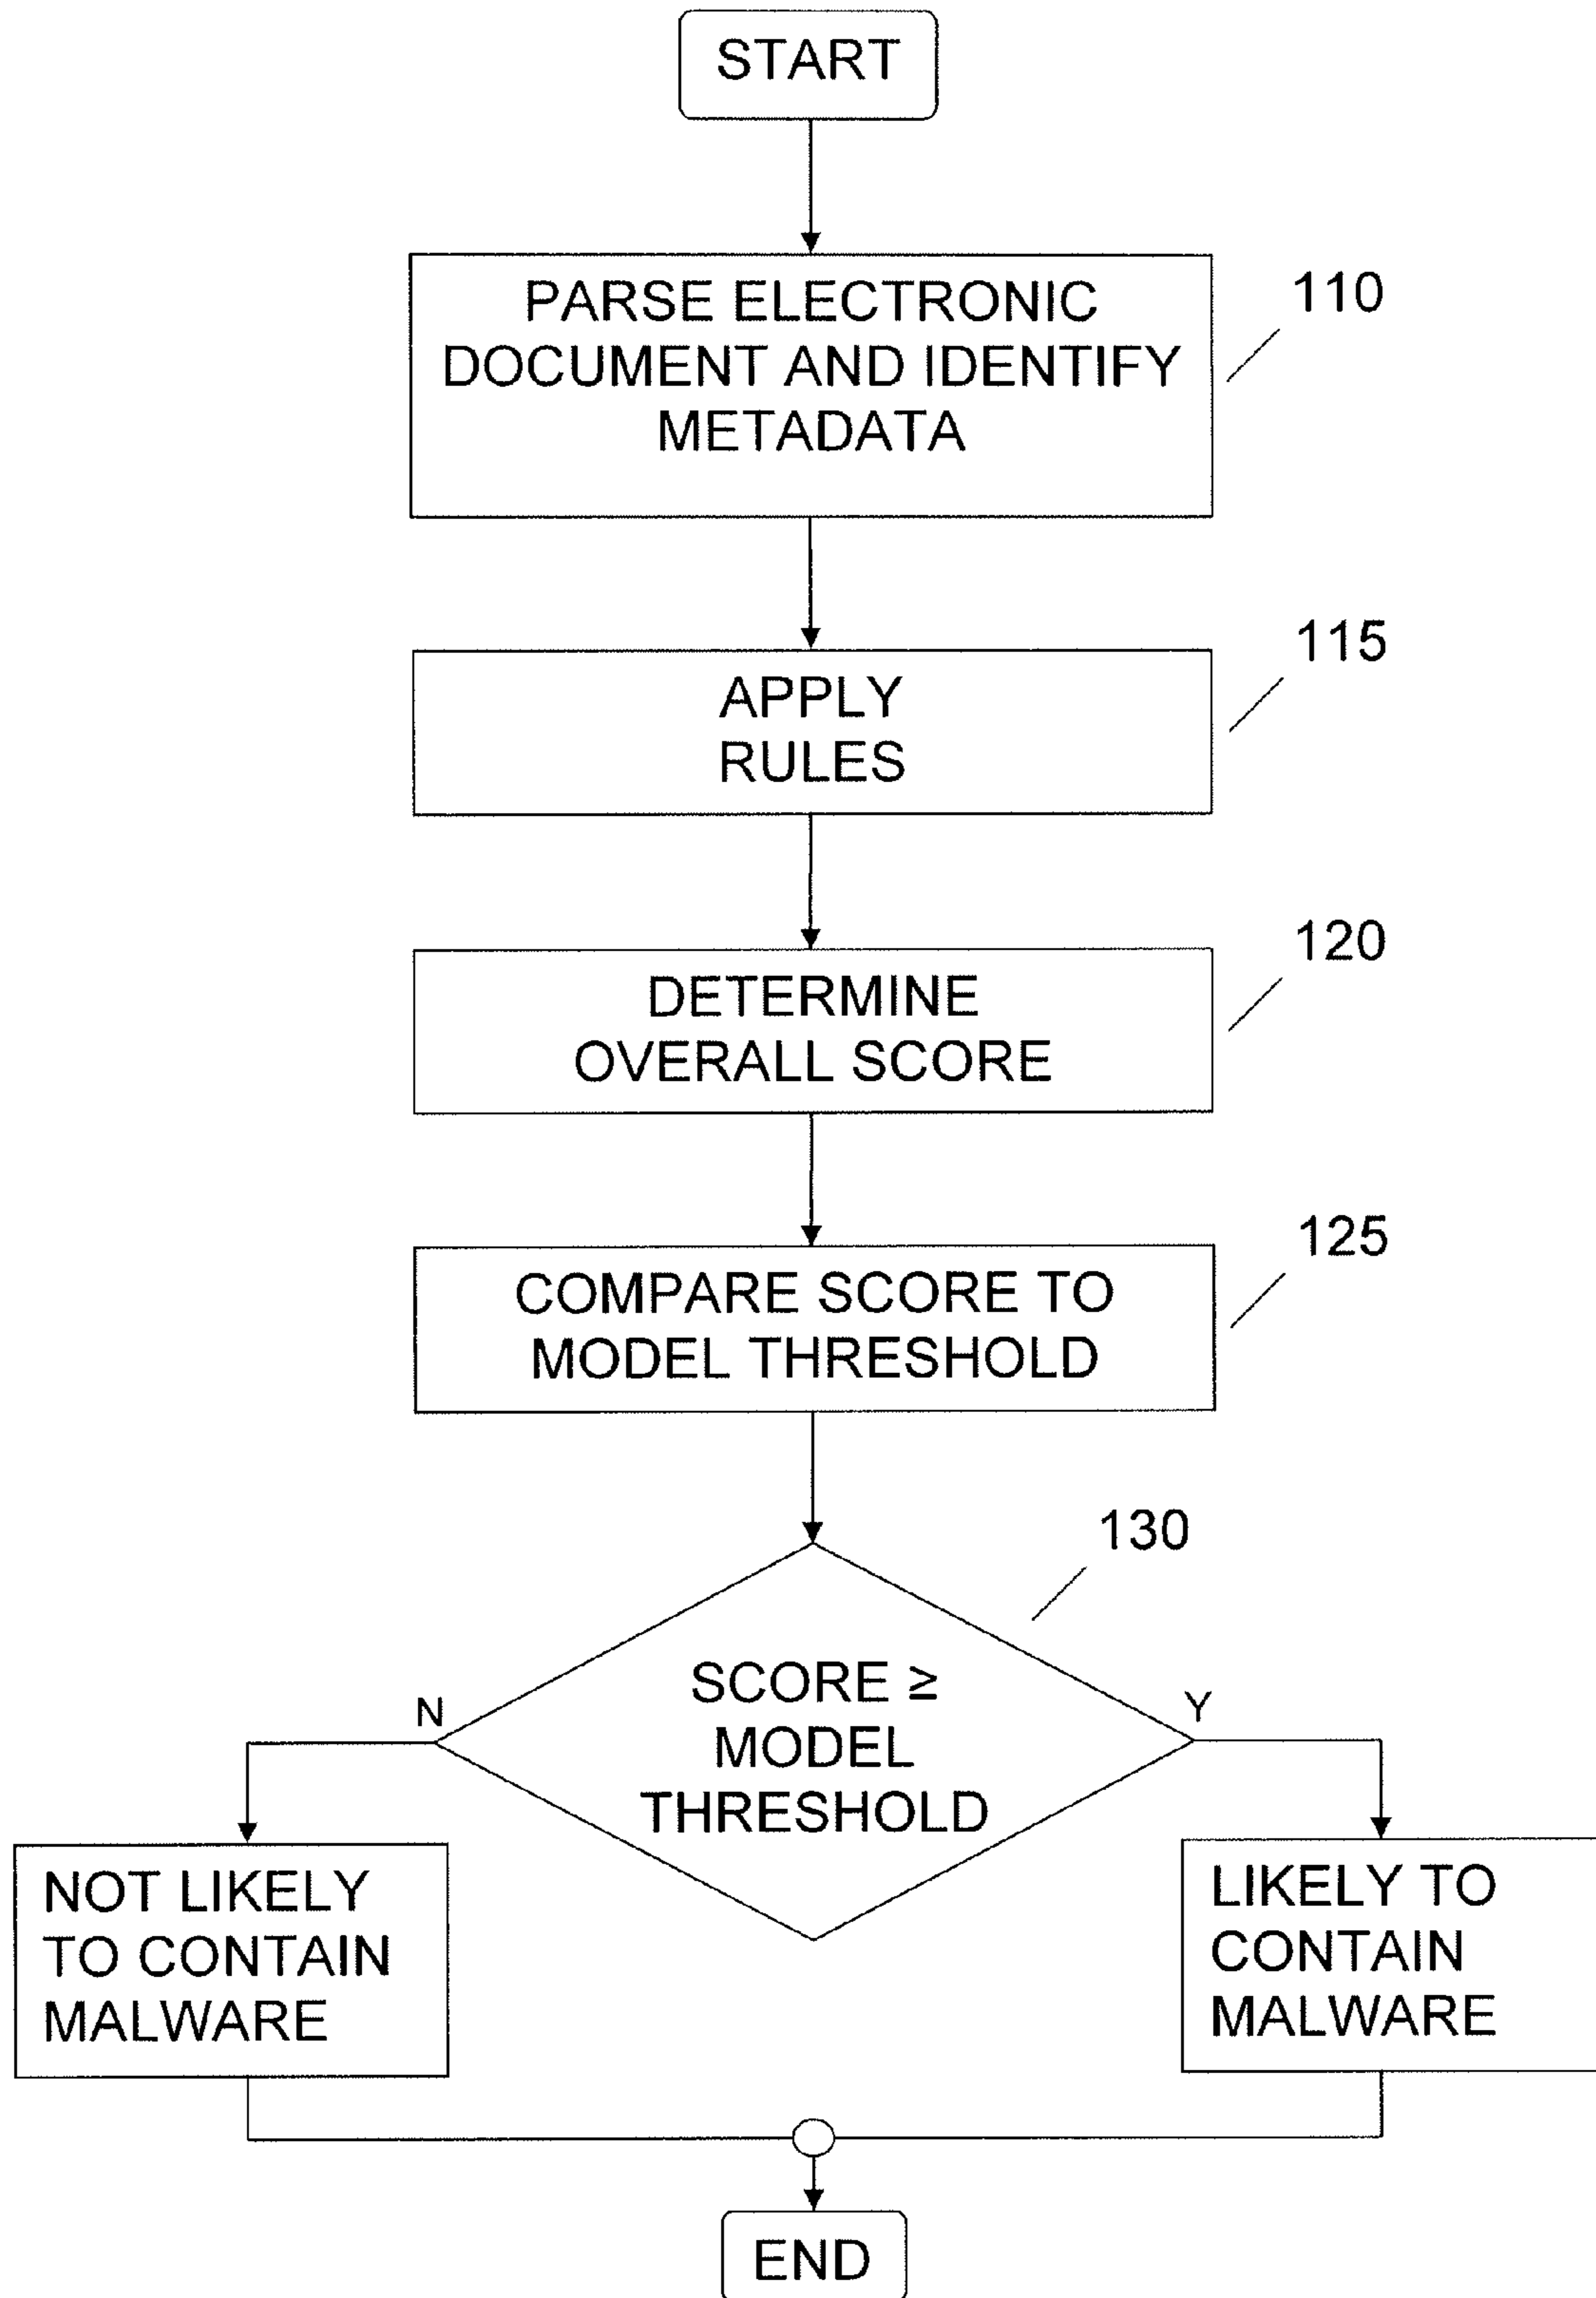 START
PARSE ELECTRONIC
DOCUMENT AND IDENTIFY
METADATA
110
APPLY
RULES
115
DETERMINE
OVERALL SCORE
120
COMPARE SCORE TO
MODEL THRESHOLD
125
130
SCORE ≥
MODEL
THRESHOLD
N
Y
NOT LIKELY
TO CONTAIN
MALWARE
LIKELY TO
CONTAIN
MALWARE
END